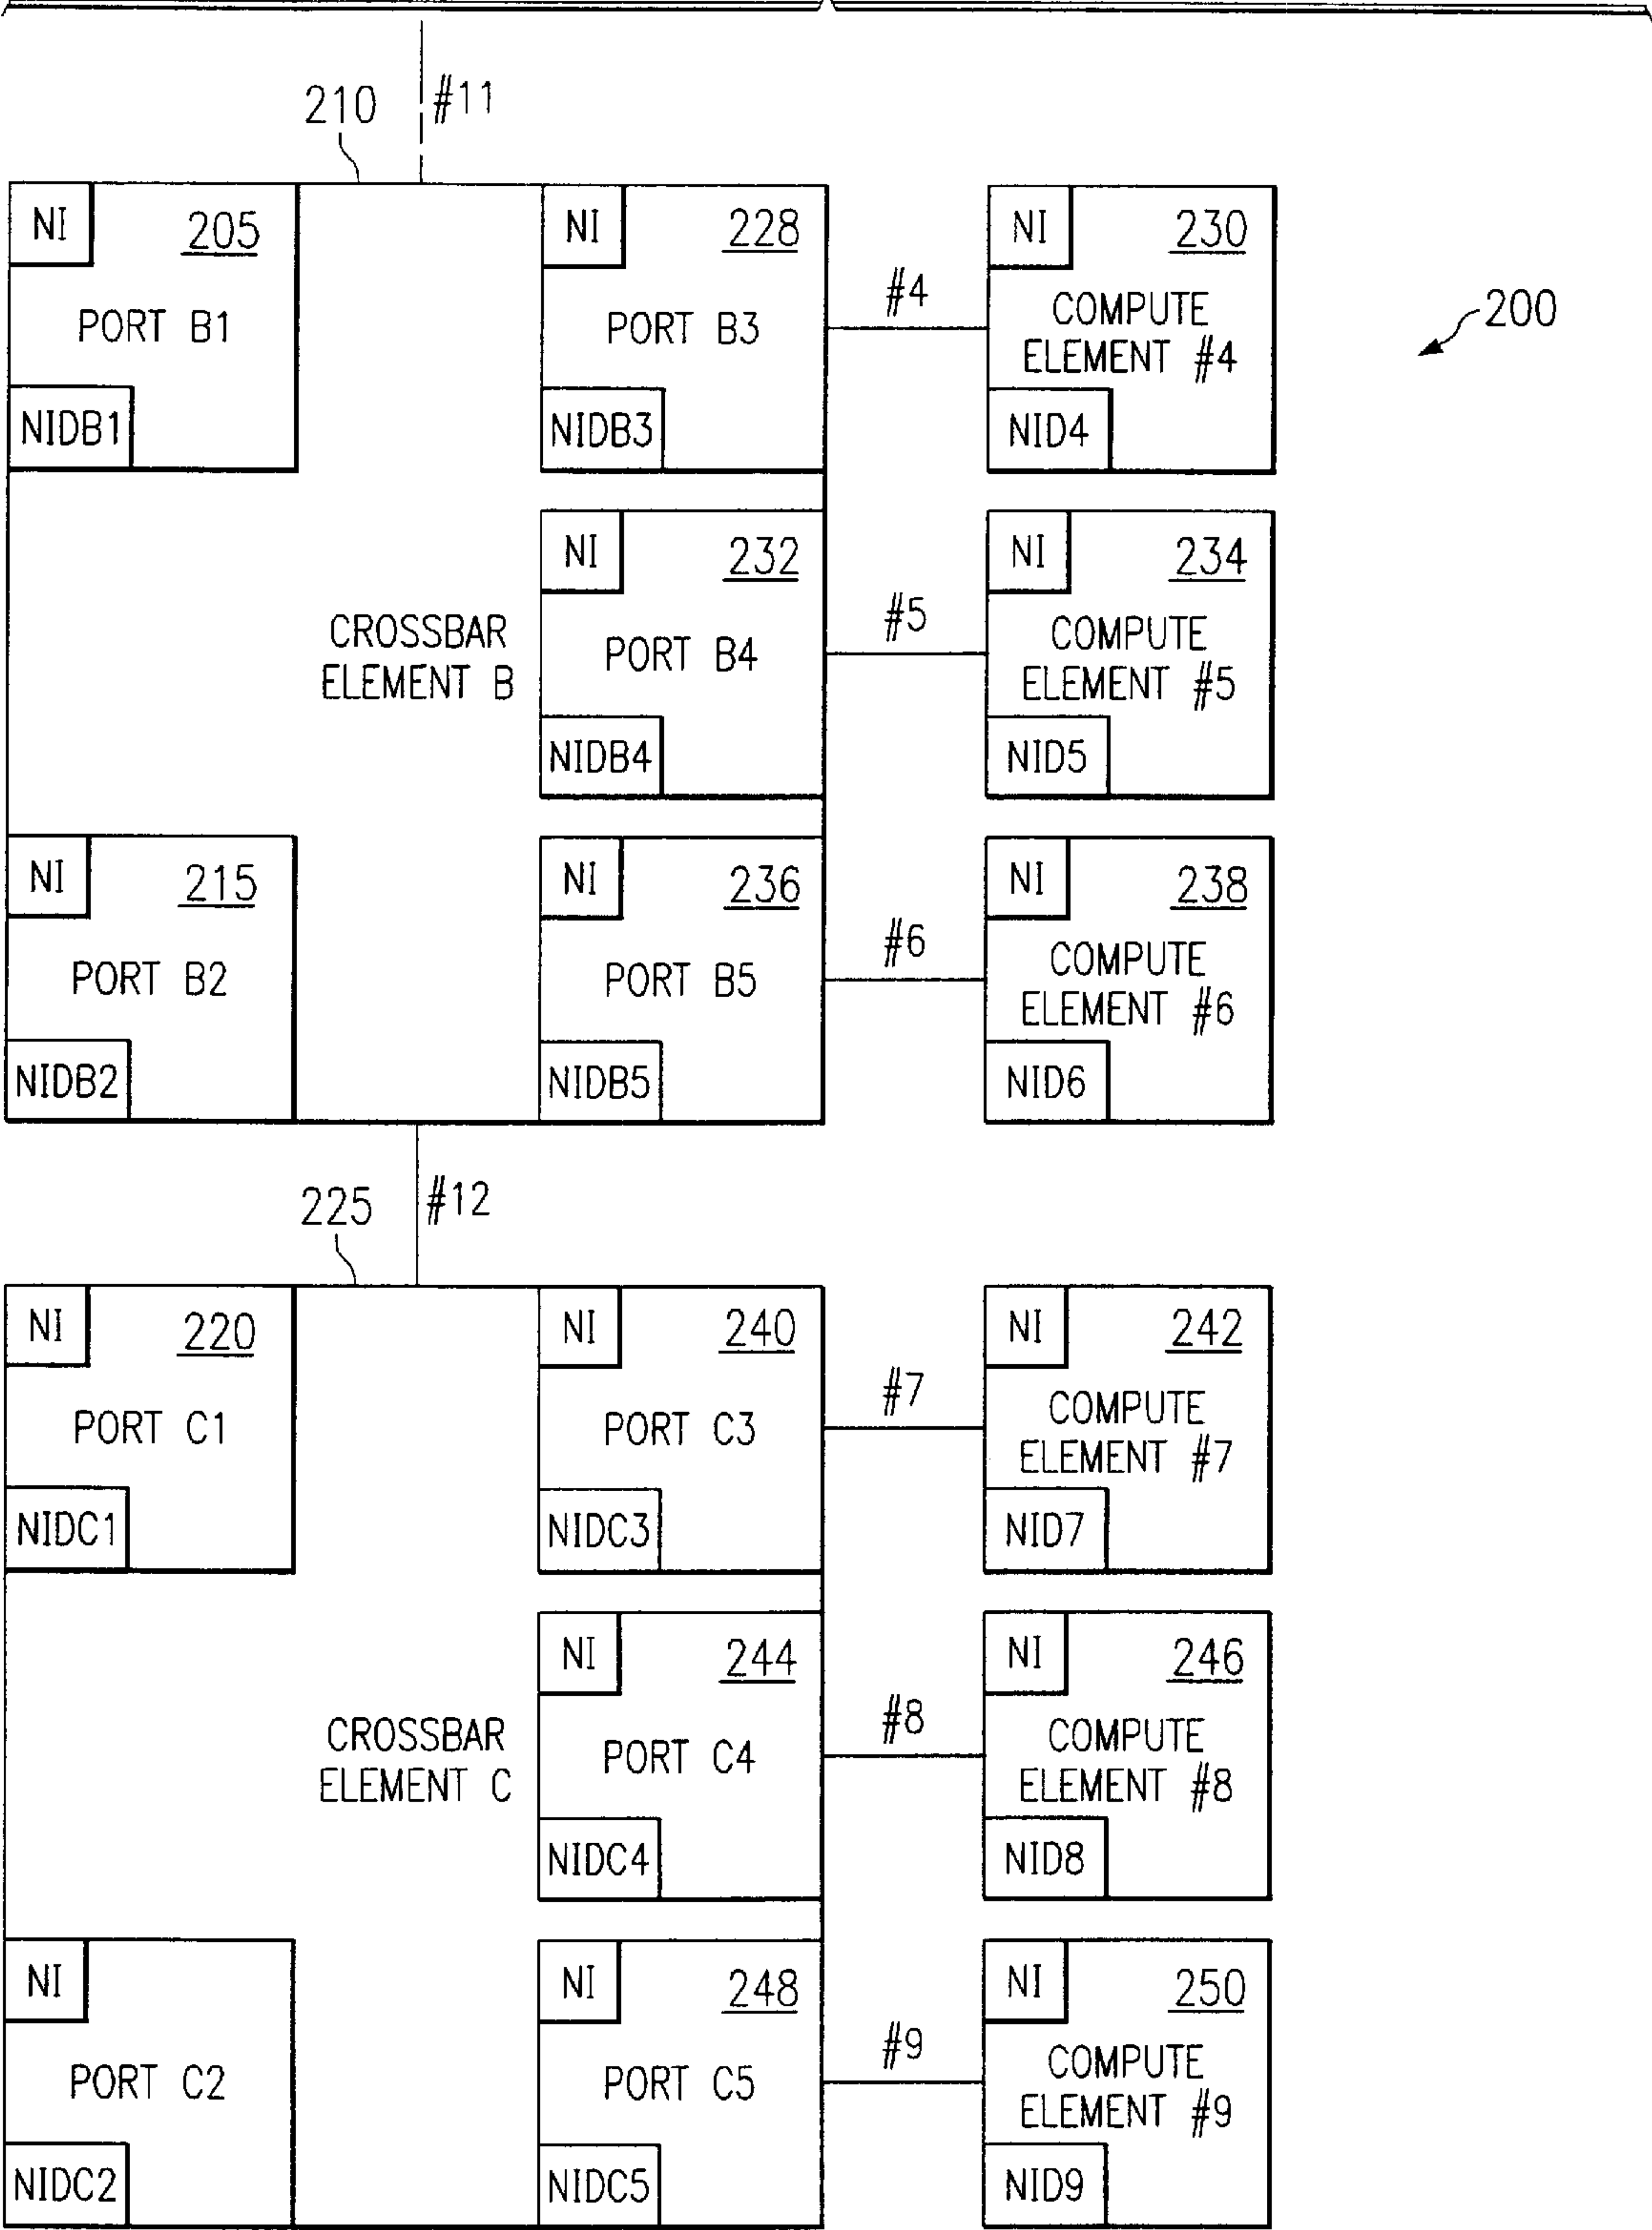 210
#11
NI
205
PORT B1
NIDB1
NI
228
PORT B3
NIDB3
#4
NI
230
COMPUTE
ELEMENT #4
NID4
200
CROSSBAR
ELEMENT B
NI
232
PORT B4
NIDB4
#5
NI
234
COMPUTE
ELEMENT #5
NID5
NI
215
PORT B2
NIDB2
NI
236
PORT B5
NIDB5
#6
NI
238
COMPUTE
ELEMENT #6
NID6
225
#12
NI
220
PORT C1
NIDC1
NI
240
PORT C3
NIDC3
#7
NI
242
COMPUTE
ELEMENT #7
NID7
CROSSBAR
ELEMENT C
NI
244
PORT C4
NIDC4
#8
NI
246
COMPUTE
ELEMENT #8
NID8
NI
PORT C2
NIDC2
NI
248
PORT C5
NIDC5
#9
NI
250
COMPUTE
ELEMENT #9
NID9